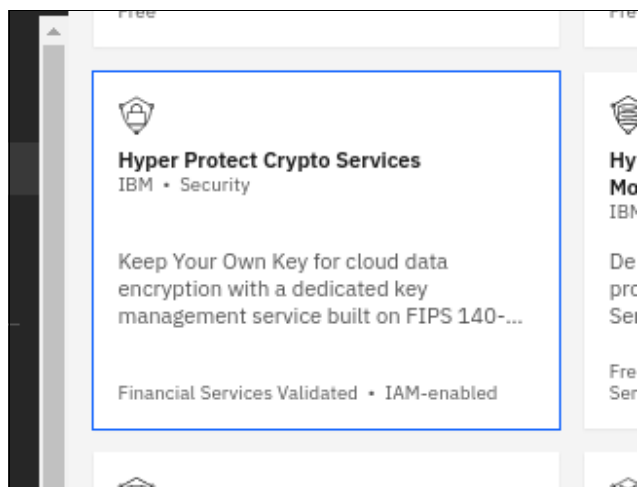 Free
Hyper Protect Crypto Services
IBM • Security
Keep Your Own Key for cloud data
encryption with a dedicated key
management service built on FIPS 140-...
Financial Services Validated • IAM-enabled